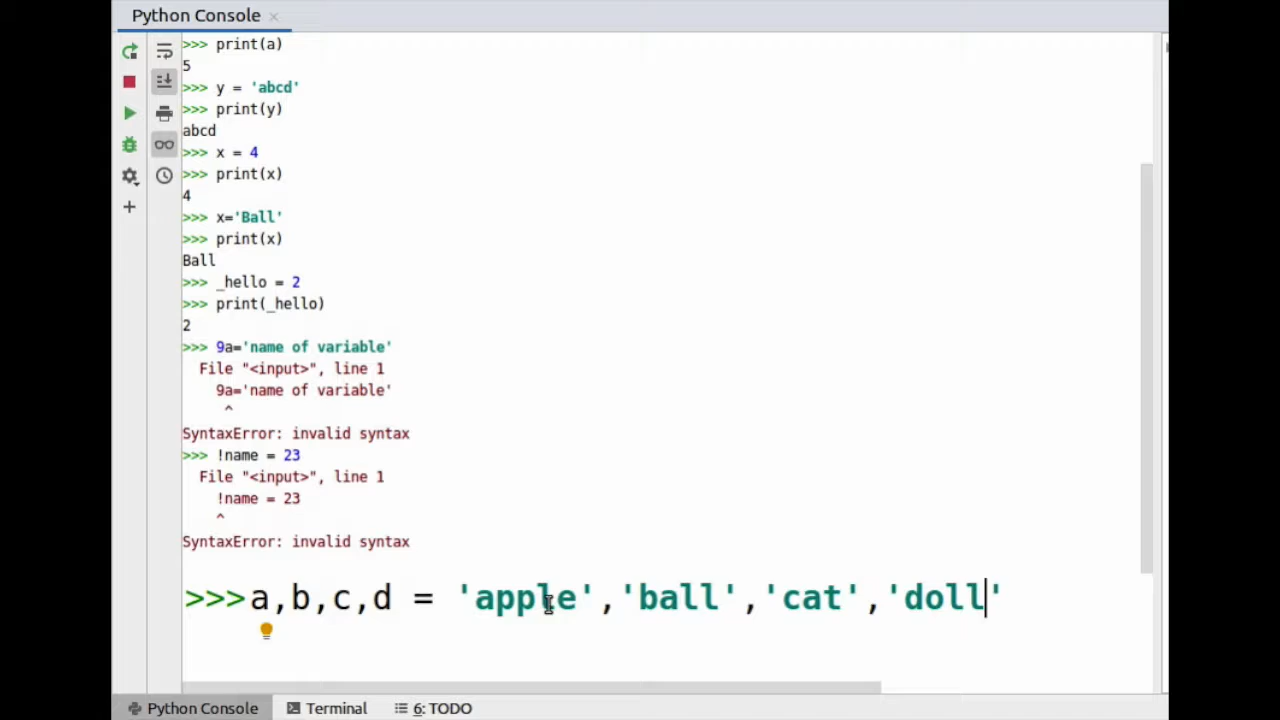 Python Console ×
>>> print(a)
5
>>> y = 'abcd'
>>> print(y)
abcd
>>> x = 4
>>> print(x)
4
>>> x='Ball'
>>> print(x)
Ball
>>> _hello = 2
>>> print(_hello)
2
>>> 9a='name of variable'
File "<input>", line 1
9a='name of variable'
^
SyntaxError: invalid syntax
>>> !name = 23
File "<input>", line 1
!name = 23
^
SyntaxError: invalid syntax
>>>a,b,c,d = 'apple','ball','cat','doll'
Python Console Terminal 6: TODO